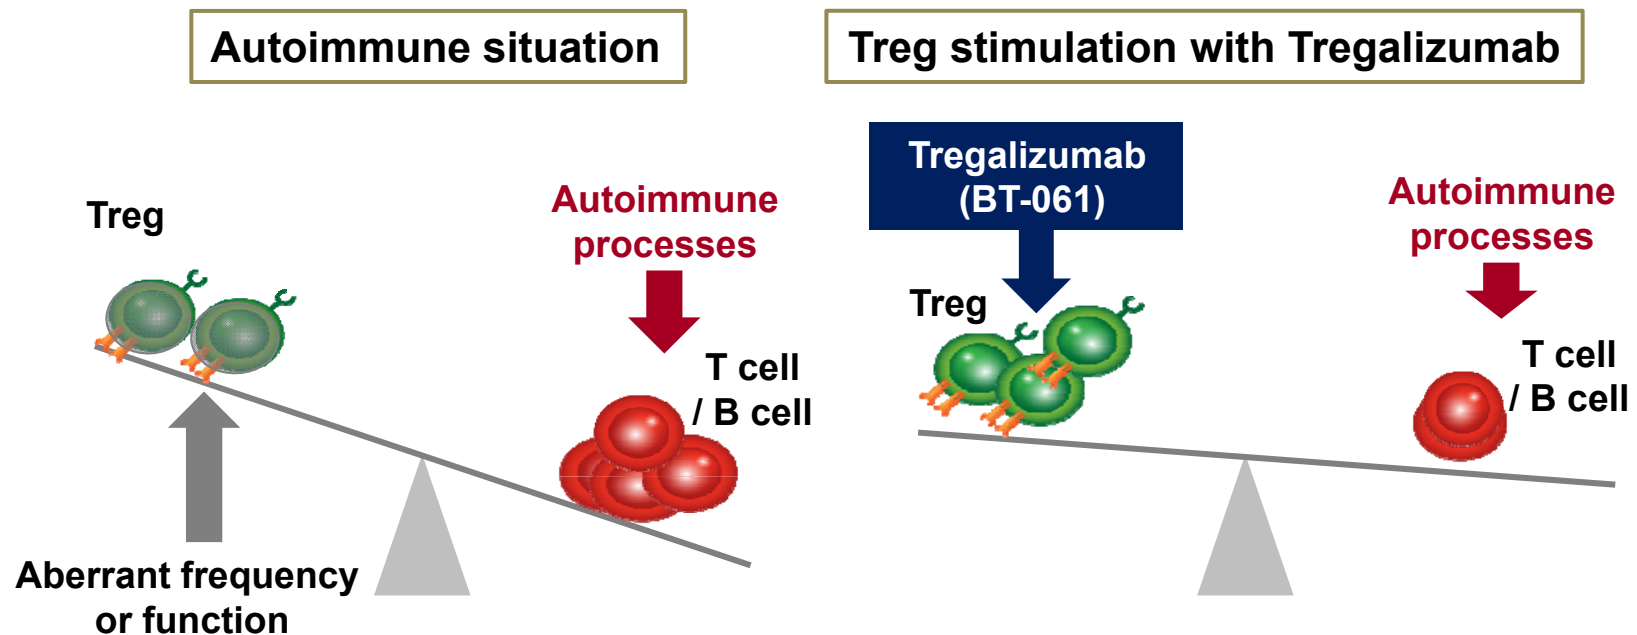 Autoimmune situation
Treg
Autoimmune
processes
T cell
/ B cell
Aberrant frequency
or function
Treg stimulation with Tregalizumab
Tregalizumab
(BT-061)
Treg
Autoimmune
processes
T cell
/ B cell